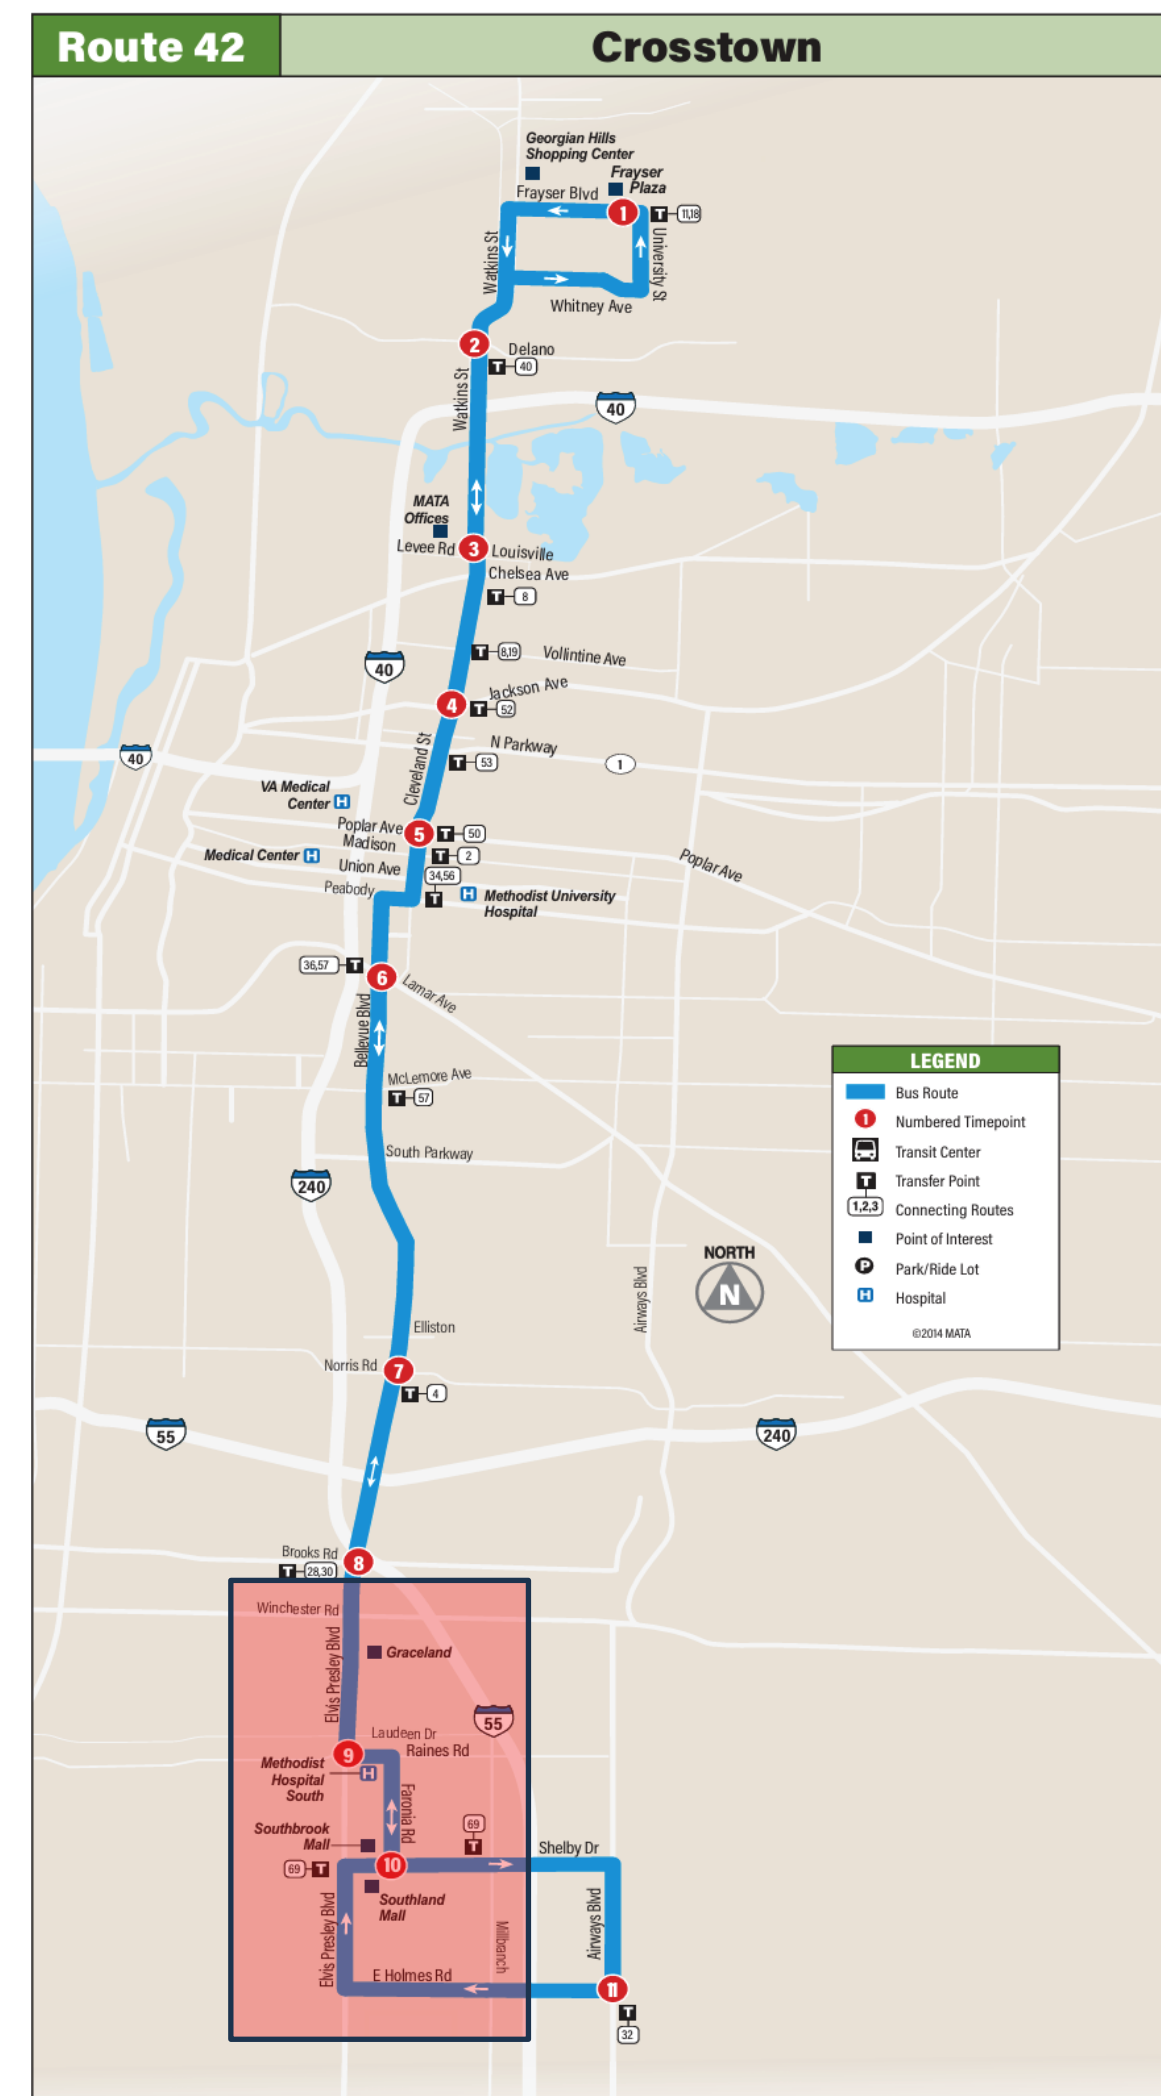 Route 42
Crosstown
Georgian Hills
Shopping Center
Frayser
Plaza
Frayser Blvd
1
T 11,18
Watkins St
University St
Whitney Ave
2
Delano
T 40
Watkins St
40
MATA
Offices
Levee Rd
3
Louisville
Chelsea Ave
T 8
T 8,19
Vollintine Ave
40
Jackson Ave
4
T 52
N Parkway
Cleveland St
T 53
1
40
VA Medical
Center H
Poplar Ave
5
T 50
Madison
Medical Center H
T 2
Union Ave
34,56
T
Poplar Ave
Peabody
H Methodist University
Hospital
36,57 T
6
Lamar Ave
Bellevue Blvd
McLemore Ave
T 57
South Parkway
240
LEGEND
Bus Route
1 Numbered Timepoint
Transit Center
T Transfer Point
1,2,3 Connecting Routes
Point of Interest
P Park/Ride Lot
H Hospital
©2014 MATA
NORTH
N
Airways Blvd
Elliston
Norris Rd
7
T 4
55
240
Brooks Rd
8
T 28,30
Winchester Rd
Elvis Presley Blvd
Graceland
55
Laudeen Dr
9
Raines Rd
Methodist
Hospital
South
H
Faronia Rd
Southbrook
Mall
69
T
Shelby Dr
69 T
10
Southland
Mall
Elvis Presley Blvd
Millbranch
Airways Blvd
E Holmes Rd
11
T
32